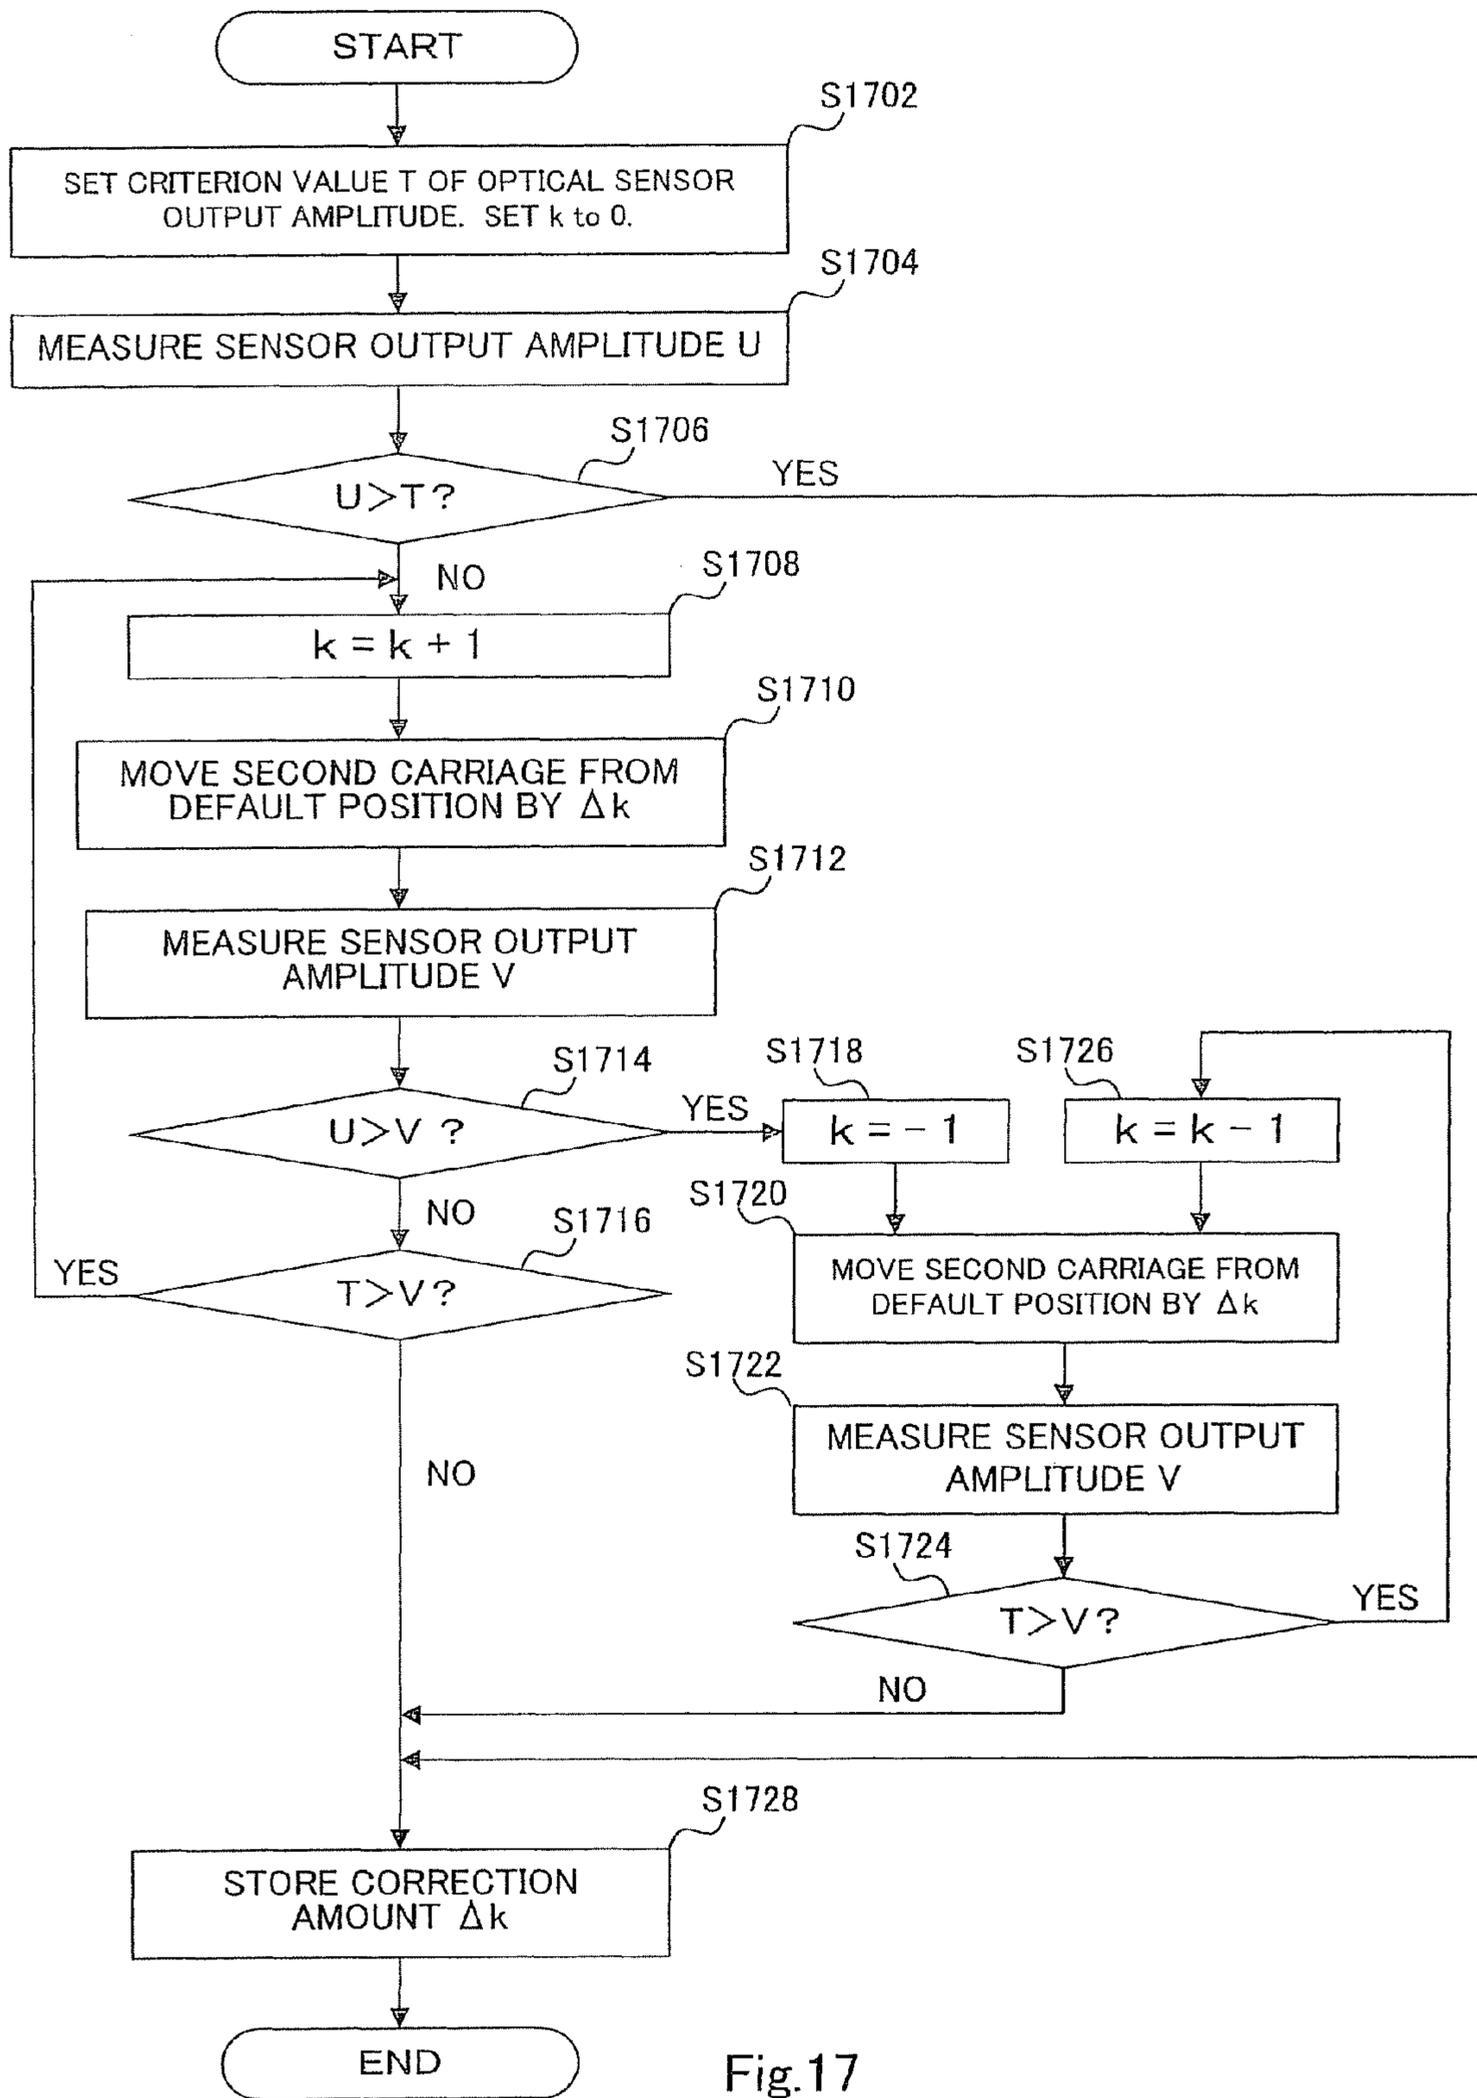 START
S1702
SET CRITERION VALUE T OF OPTICAL SENSOR
OUTPUT AMPLITUDE. SET k to 0.
S1704
MEASURE SENSOR OUTPUT AMPLITUDE U
S1706
U>T?
YES
NO
S1708
k = k + 1
S1710
MOVE SECOND CARRIAGE FROM
DEFAULT POSITION BY Δk
S1712
MEASURE SENSOR OUTPUT
AMPLITUDE V
S1714
U>V ?
YES
NO
S1718
k = - 1
S1726
k = k - 1
S1716
T>V?
YES
NO
S1720
MOVE SECOND CARRIAGE FROM
DEFAULT POSITION BY Δk
S1722
MEASURE SENSOR OUTPUT
AMPLITUDE V
S1724
T>V?
YES
NO
S1728
STORE CORRECTION
AMOUNT Δk
END
Fig.17